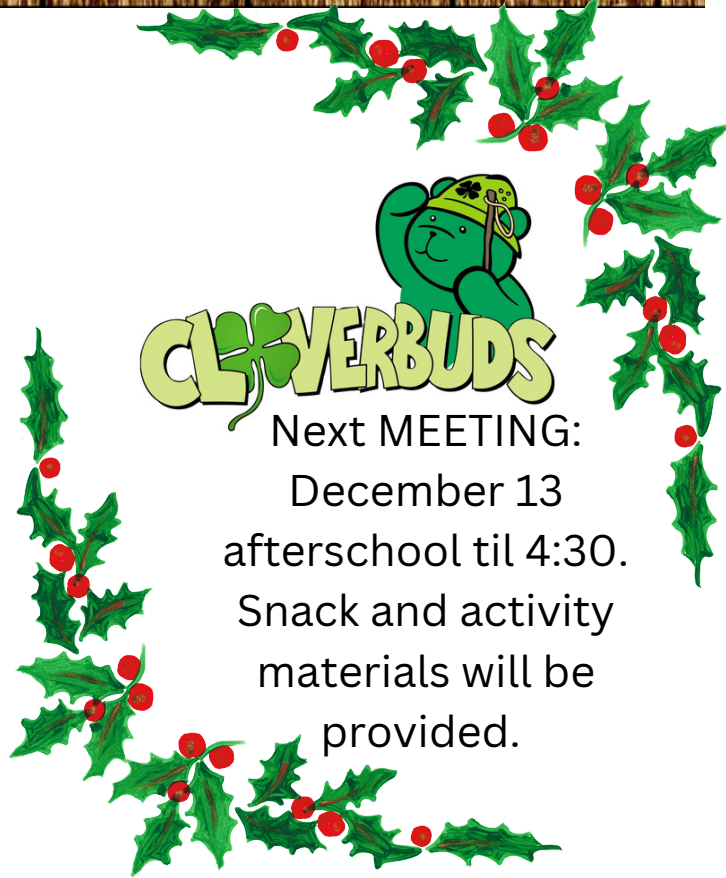 CLOVERBUDS
Next MEETING:
December 13
afterschool til 4:30.
Snack and activity
materials will be
provided.